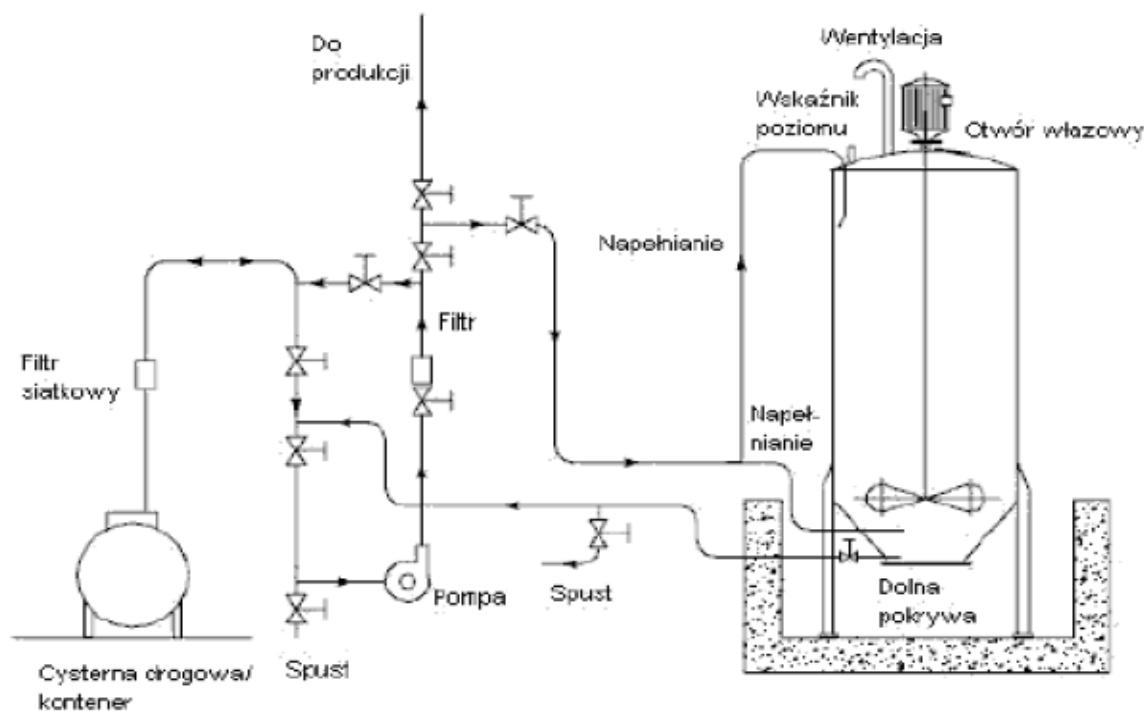 Do
produkcji
Wentylacja
Wskaźnik
poziomu
Otwór włazowy
Napełnianie
Filtr
Filtr
siatkowy
Napeł-
nianie
Pompa
Spust
Dolna
pokrywa
Cysterna drogowa/
kontener
Spust